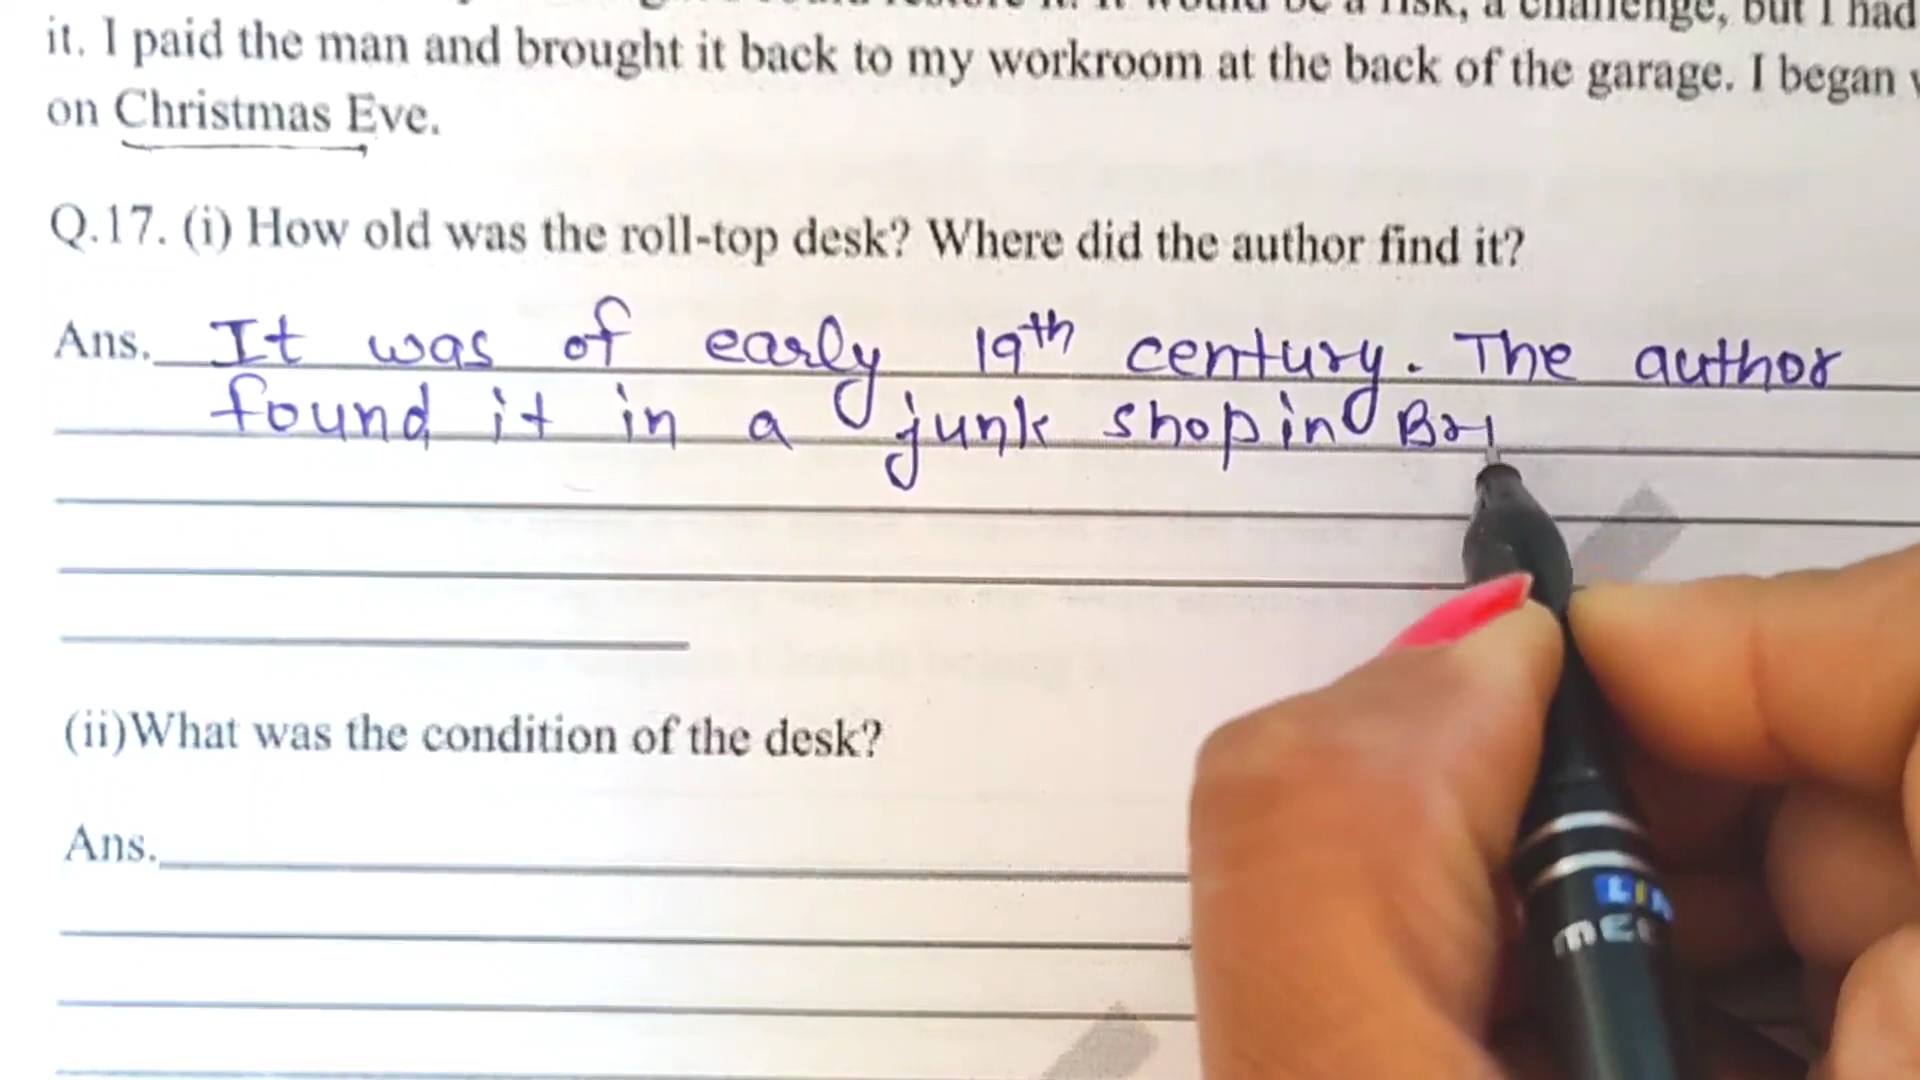 it. I paid the man and brought it back to my workroom at the back of the garage. I began
on Christmas Eve.
Q.17. (i) How old was the roll-top desk? Where did the author find it?
Ans. It was of early 19th century. The author
found it in a junk shop in Bri
(ii)What was the condition of the desk?
Ans.